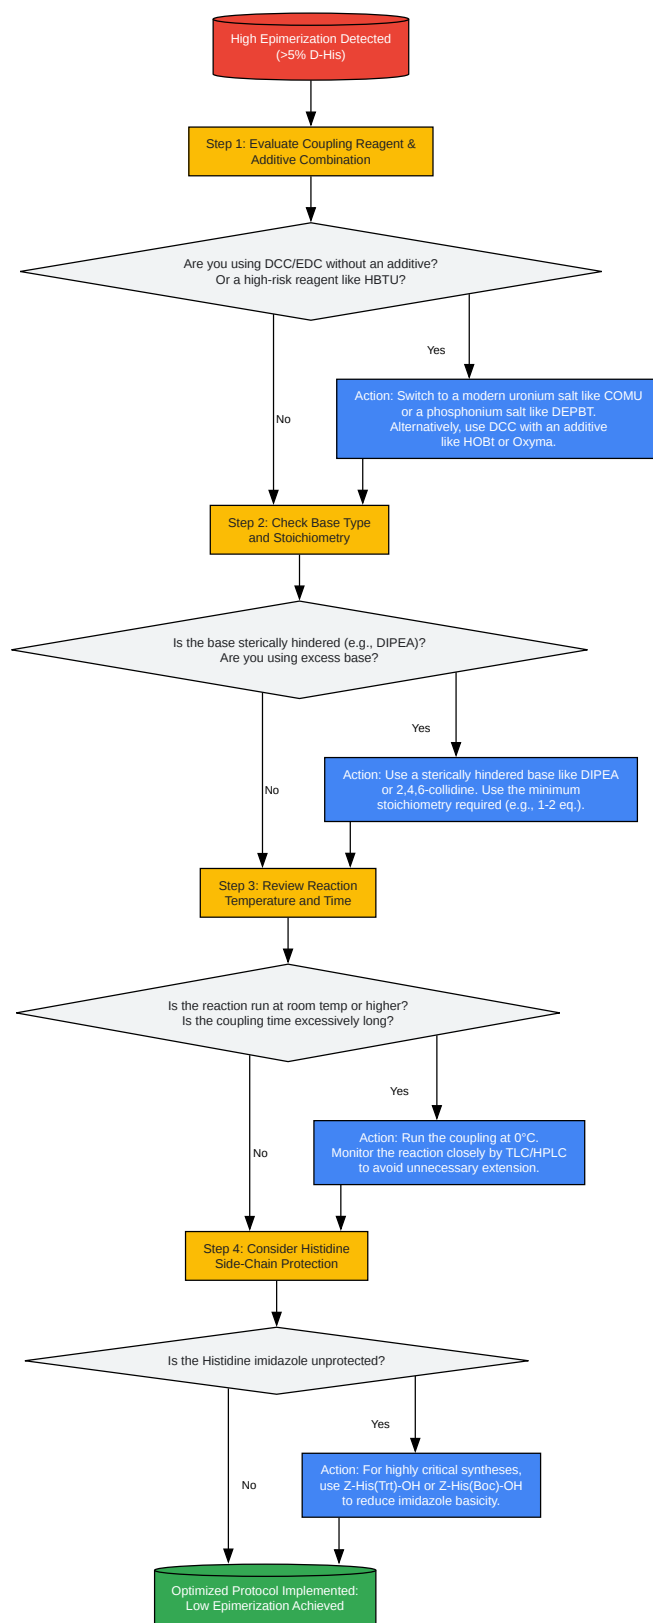 High Epimerization Detected
(>5% D-His)
Step 1: Evaluate Coupling Reagent &
Additive Combination
Are you using DCC/EDC without an additive?
Or a high-risk reagent like HBTU?
Yes
Action: Switch to a modern uronium salt like COMU
or a phosphonium salt like DEPBT.
Alternatively, use DCC with an additive
like HOBt or Oxyma.
No
Step 2: Check Base Type
and Stoichiometry
Is the base sterically hindered (e.g., DIPEA)?
Are you using excess base?
Yes
Action: Use a sterically hindered base like DIPEA
or 2,4,6-collidine. Use the minimum
stoichiometry required (e.g., 1-2 eq.).
No
Step 3: Review Reaction
Temperature and Time
Is the reaction run at room temp or higher?
Is the coupling time excessively long?
Yes
Action: Run the coupling at 0°C.
Monitor the reaction closely by TLC/HPLC
to avoid unnecessary extension.
No
Step 4: Consider Histidine
Side-Chain Protection
Is the Histidine imidazole unprotected?
Yes
Action: For highly critical syntheses,
use Z-His(Trt)-OH or Z-His(Boc)-OH
to reduce imidazole basicity.
No
Optimized Protocol Implemented:
Low Epimerization Achieved